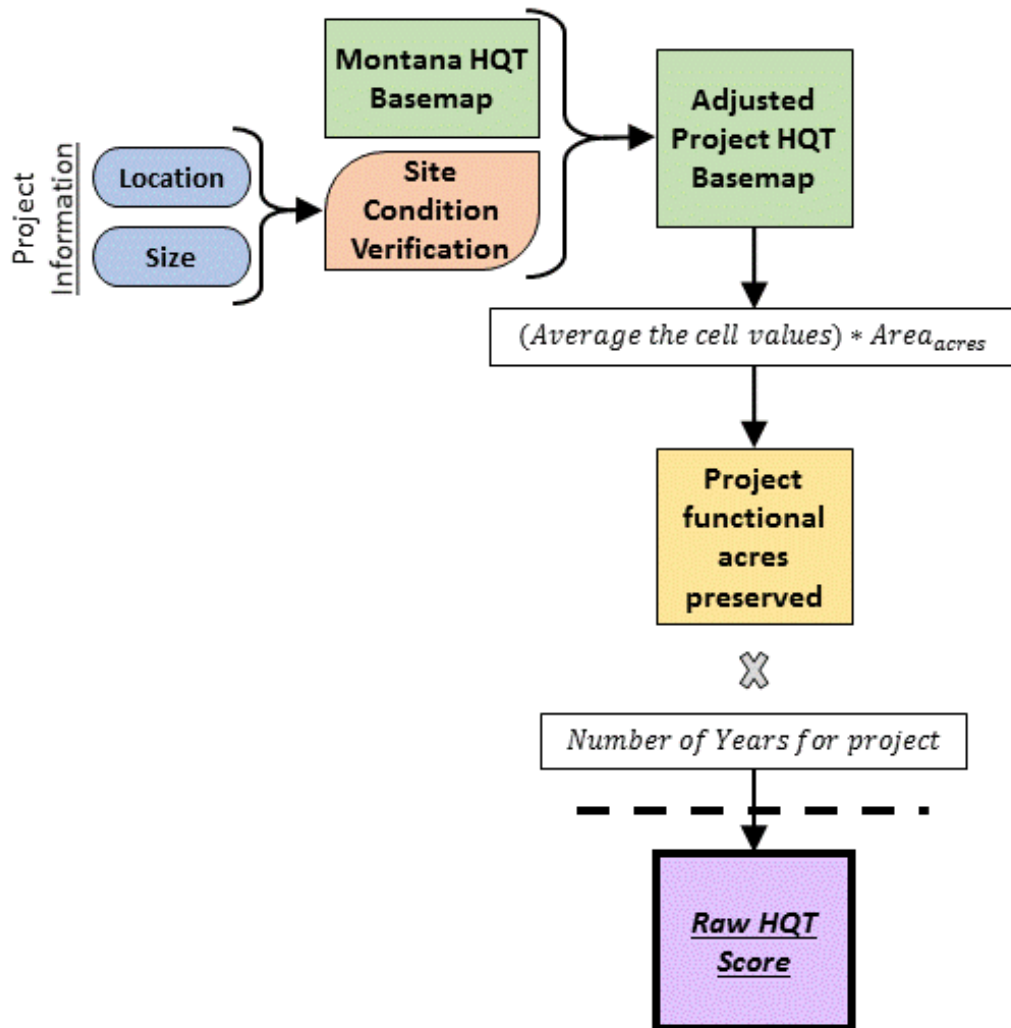 Project
Information
Location
Size
Montana HQT
Basemap
Site
Condition
Verification
Adjusted
Project HQT
Basemap
(Average the cell values) * Area_acres
Project
functional
acres
preserved
X
Number of Years for project
Raw HQT
Score